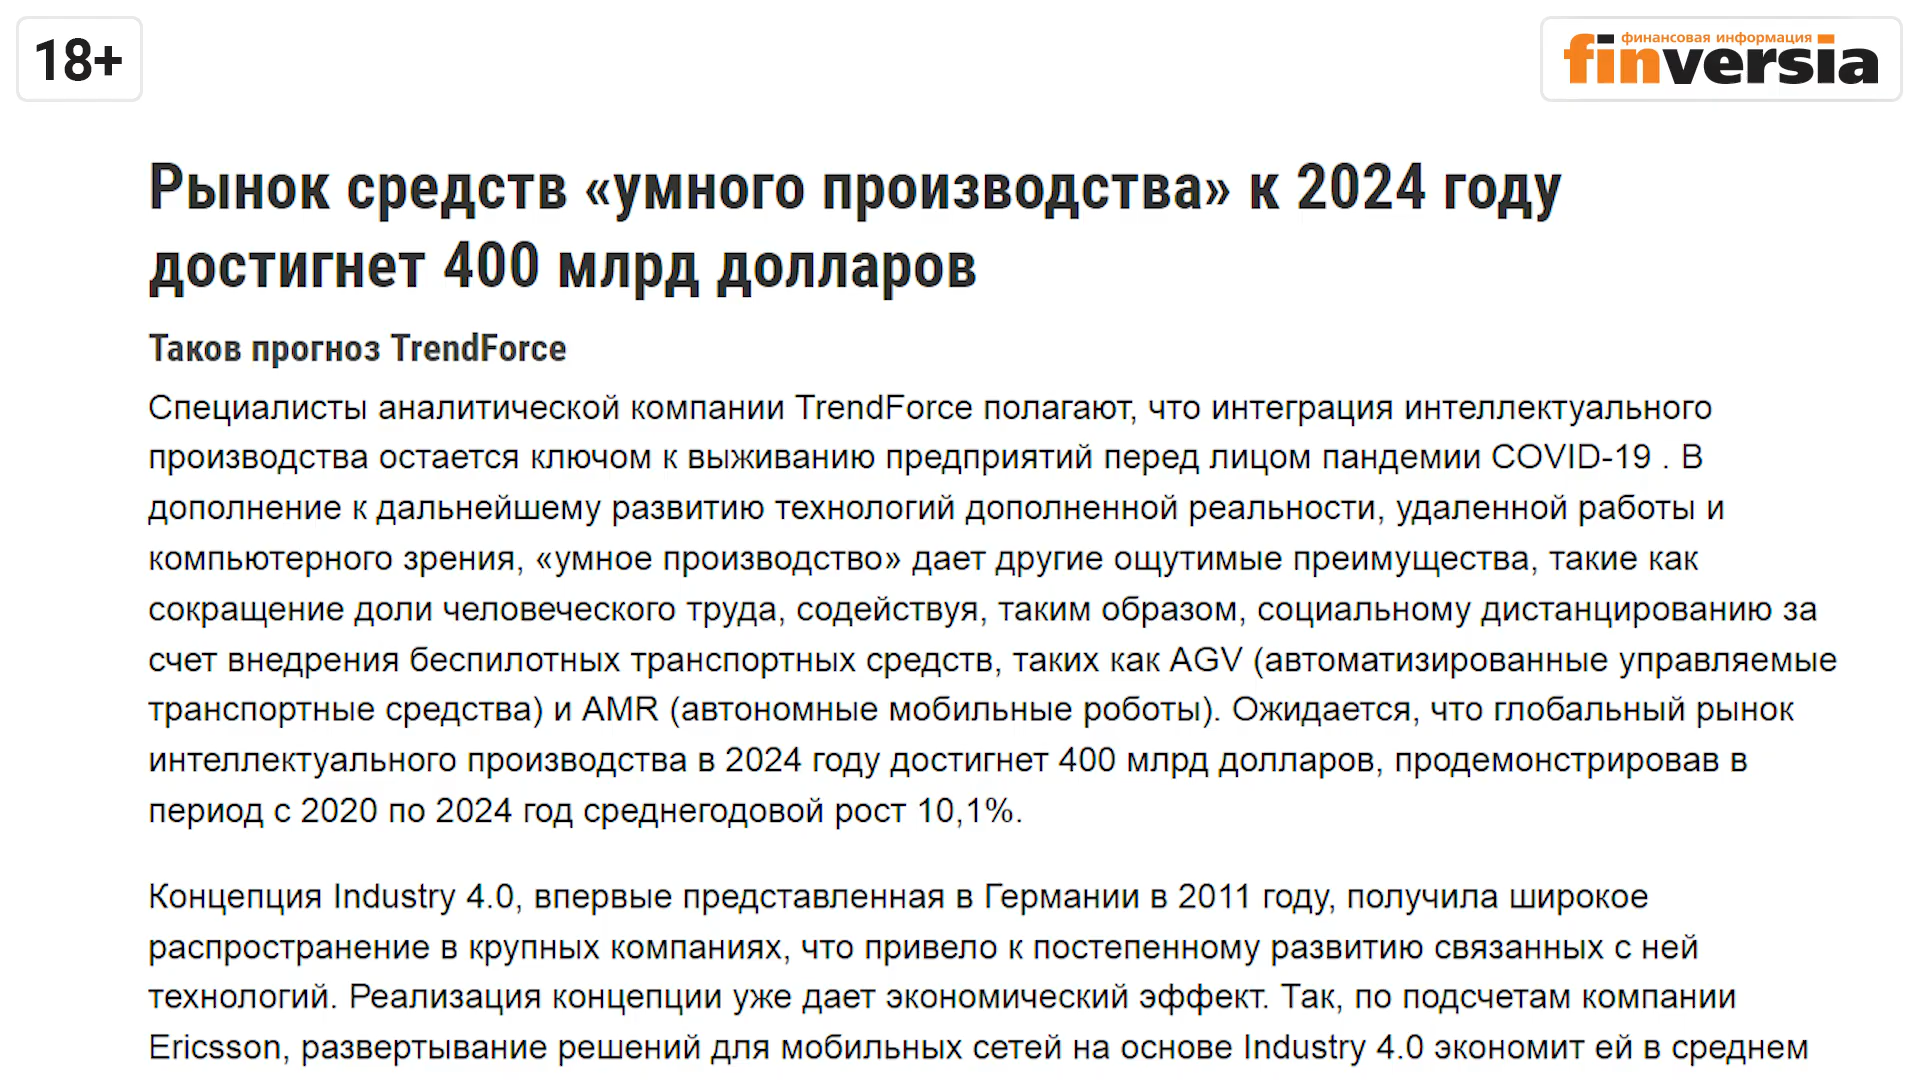 18+
финансовая информация
finversia
Рынок средств «умного производства» к 2024 году
достигнет 400 млрд долларов
Таков прогноз TrendForce
Специалисты аналитической компании TrendForce полагают, что интеграция интеллектуального
производства остается ключом к выживанию предприятий перед лицом пандемии COVID-19 . В
дополнение к дальнейшему развитию технологий дополненной реальности, удаленной работы и
компьютерного зрения, «умное производство» дает другие ощутимые преимущества, такие как
сокращение доли человеческого труда, содействуя, таким образом, социальному дистанцированию за
счет внедрения беспилотных транспортных средств, таких как AGV (автоматизированные управляемые
транспортные средства) и AMR (автономные мобильные роботы). Ожидается, что глобальный рынок
интеллектуального производства в 2024 году достигнет 400 млрд долларов, продемонстрировав в
период с 2020 по 2024 год среднегодовой рост 10,1%.
Концепция Industry 4.0, впервые представленная в Германии в 2011 году, получила широкое
распространение в крупных компаниях, что привело к постепенному развитию связанных с ней
технологий. Реализация концепции уже дает экономический эффект. Так, по подсчетам компании
Ericsson, развертывание решений для мобильных сетей на основе Industry 4.0 экономит ей в среднем